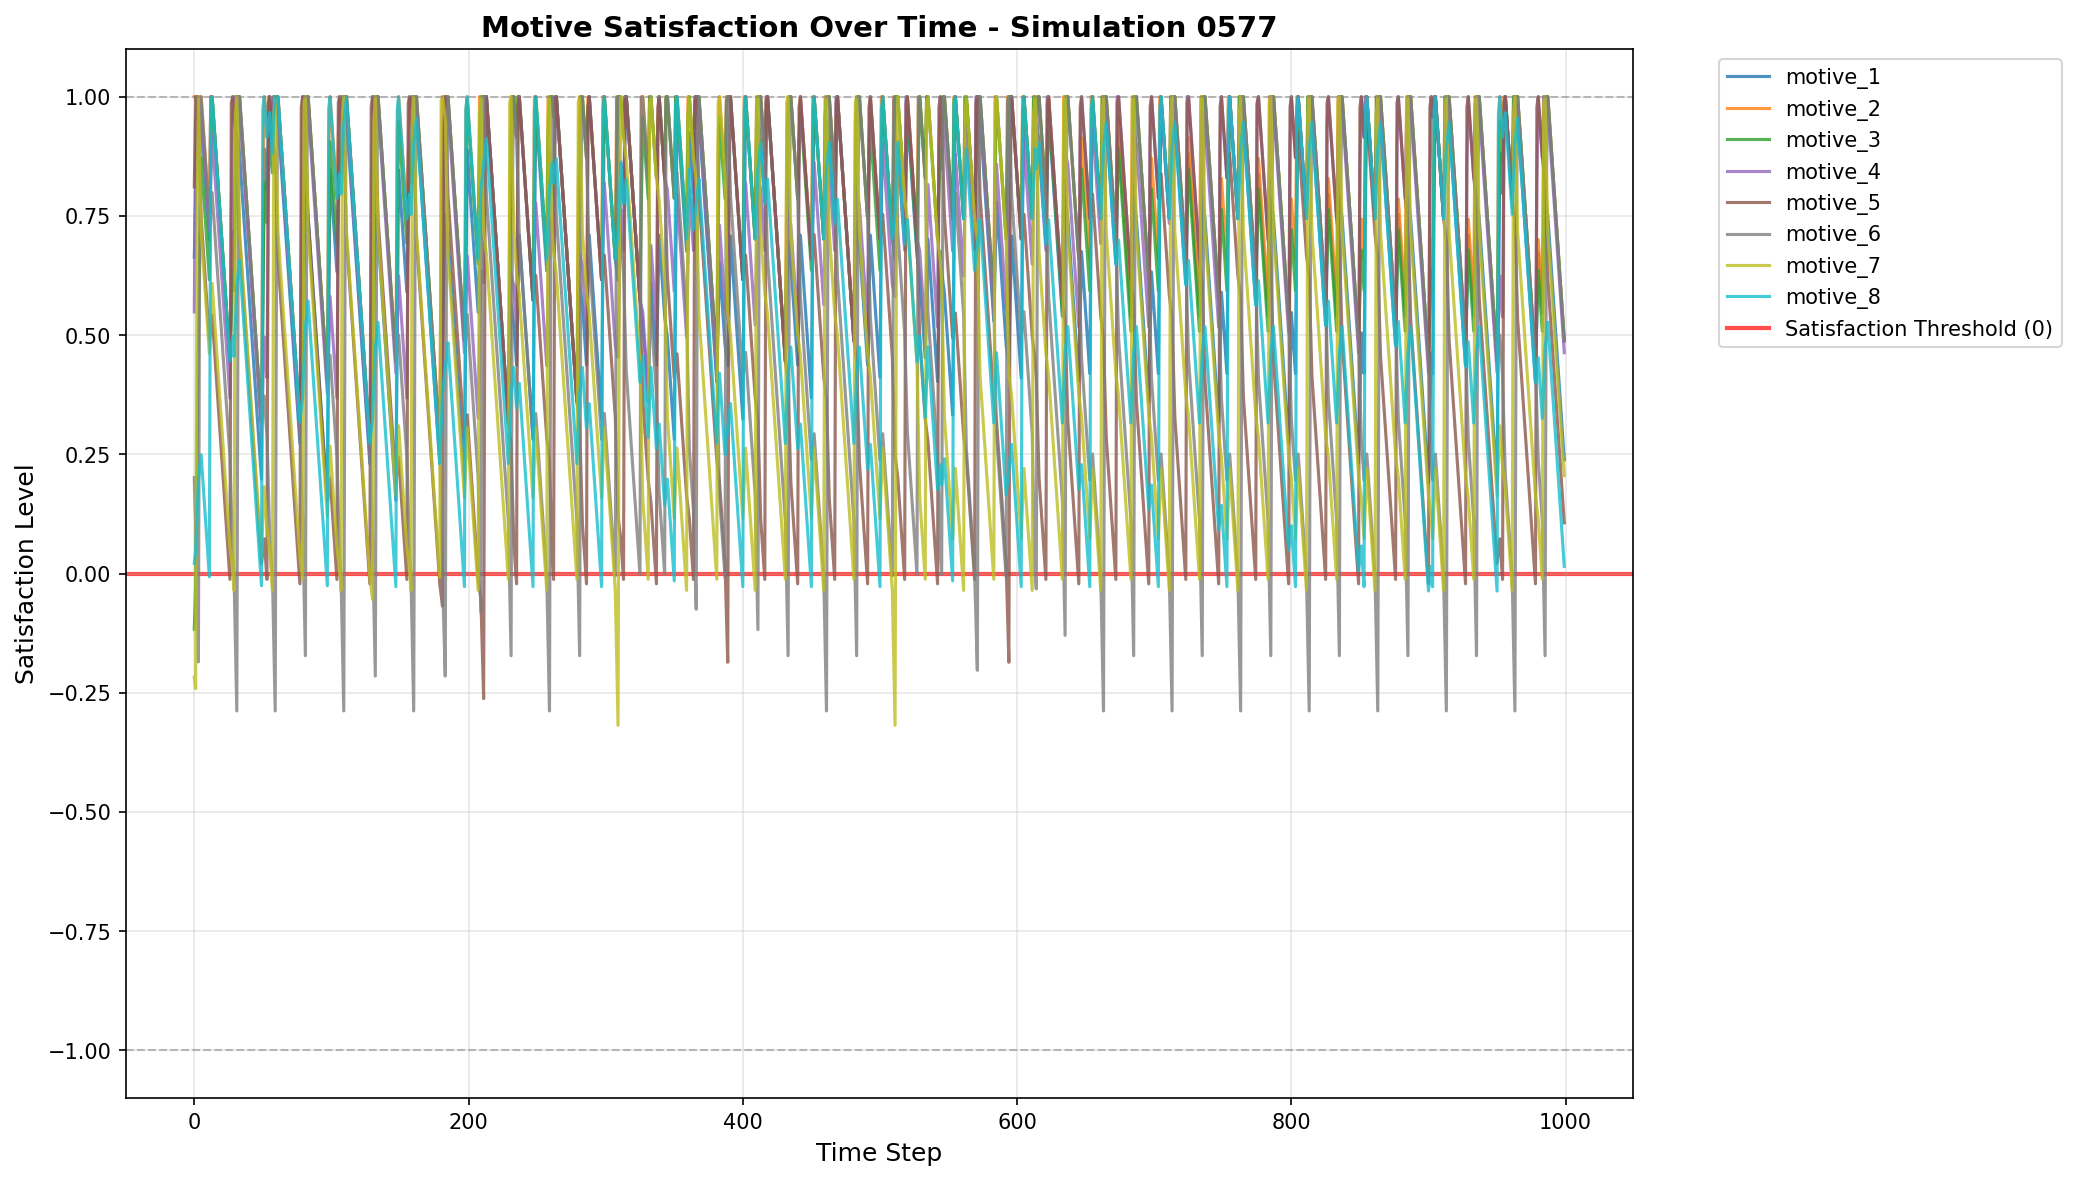 Motive Satisfaction Over Time - Simulation 0577
1.00
0.75
0.50
0.25
0.00
−0.25
−0.50
−0.75
−1.00
Satisfaction Level
0
200
400
600
800
1000
Time Step
motive_1
motive_2
motive_3
motive_4
motive_5
motive_6
motive_7
motive_8
Satisfaction Threshold (0)